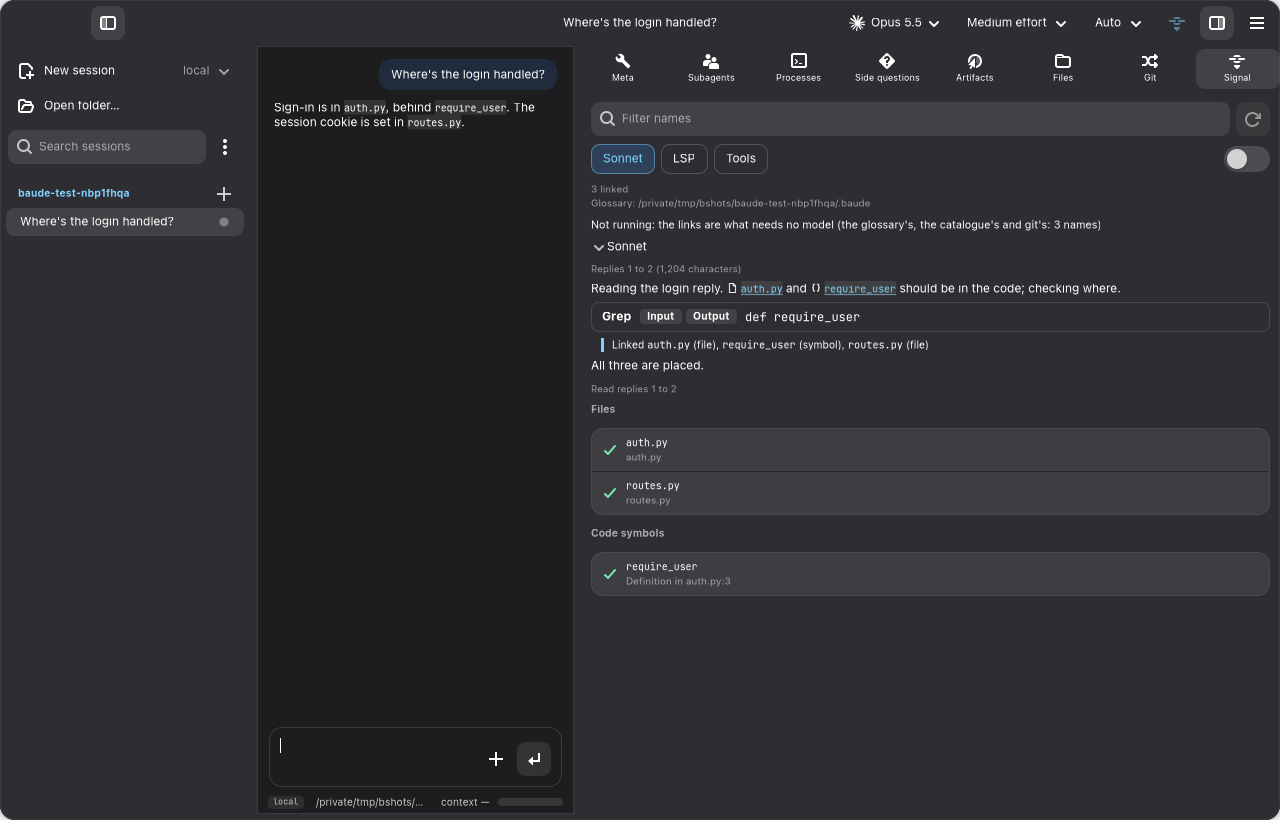 Where's the login handled?
Opus 5.5
Medium effort
Auto
New session
local
Open folder...
Search sessions
baude-test-nbp1fhqa
Where's the login handled?
Where's the login handled?
Sign-in is in auth.py, behind require_user. The
session cookie is set in routes.py.
local
/private/tmp/bshots/...
context —
Meta
Subagents
Processes
Side questions
Artifacts
Files
Git
Signal
Filter names
Sonnet
LSP
Tools
3 linked
Glossary: /private/tmp/bshots/baude-test-nbp1fhqa/.baude
Not running: the links are what needs no model (the glossary's, the catalogue's and git's: 3 names)
Sonnet
Replies 1 to 2 (1,204 characters)
Reading the login reply. auth.py and {} require_user should be in the code; checking where.
Grep Input Output def require_user
Linked auth.py (file), require_user (symbol), routes.py (file)
All three are placed.
Read replies 1 to 2
Files
auth.py
auth.py
routes.py
routes.py
Code symbols
require_user
Definition in auth.py:3